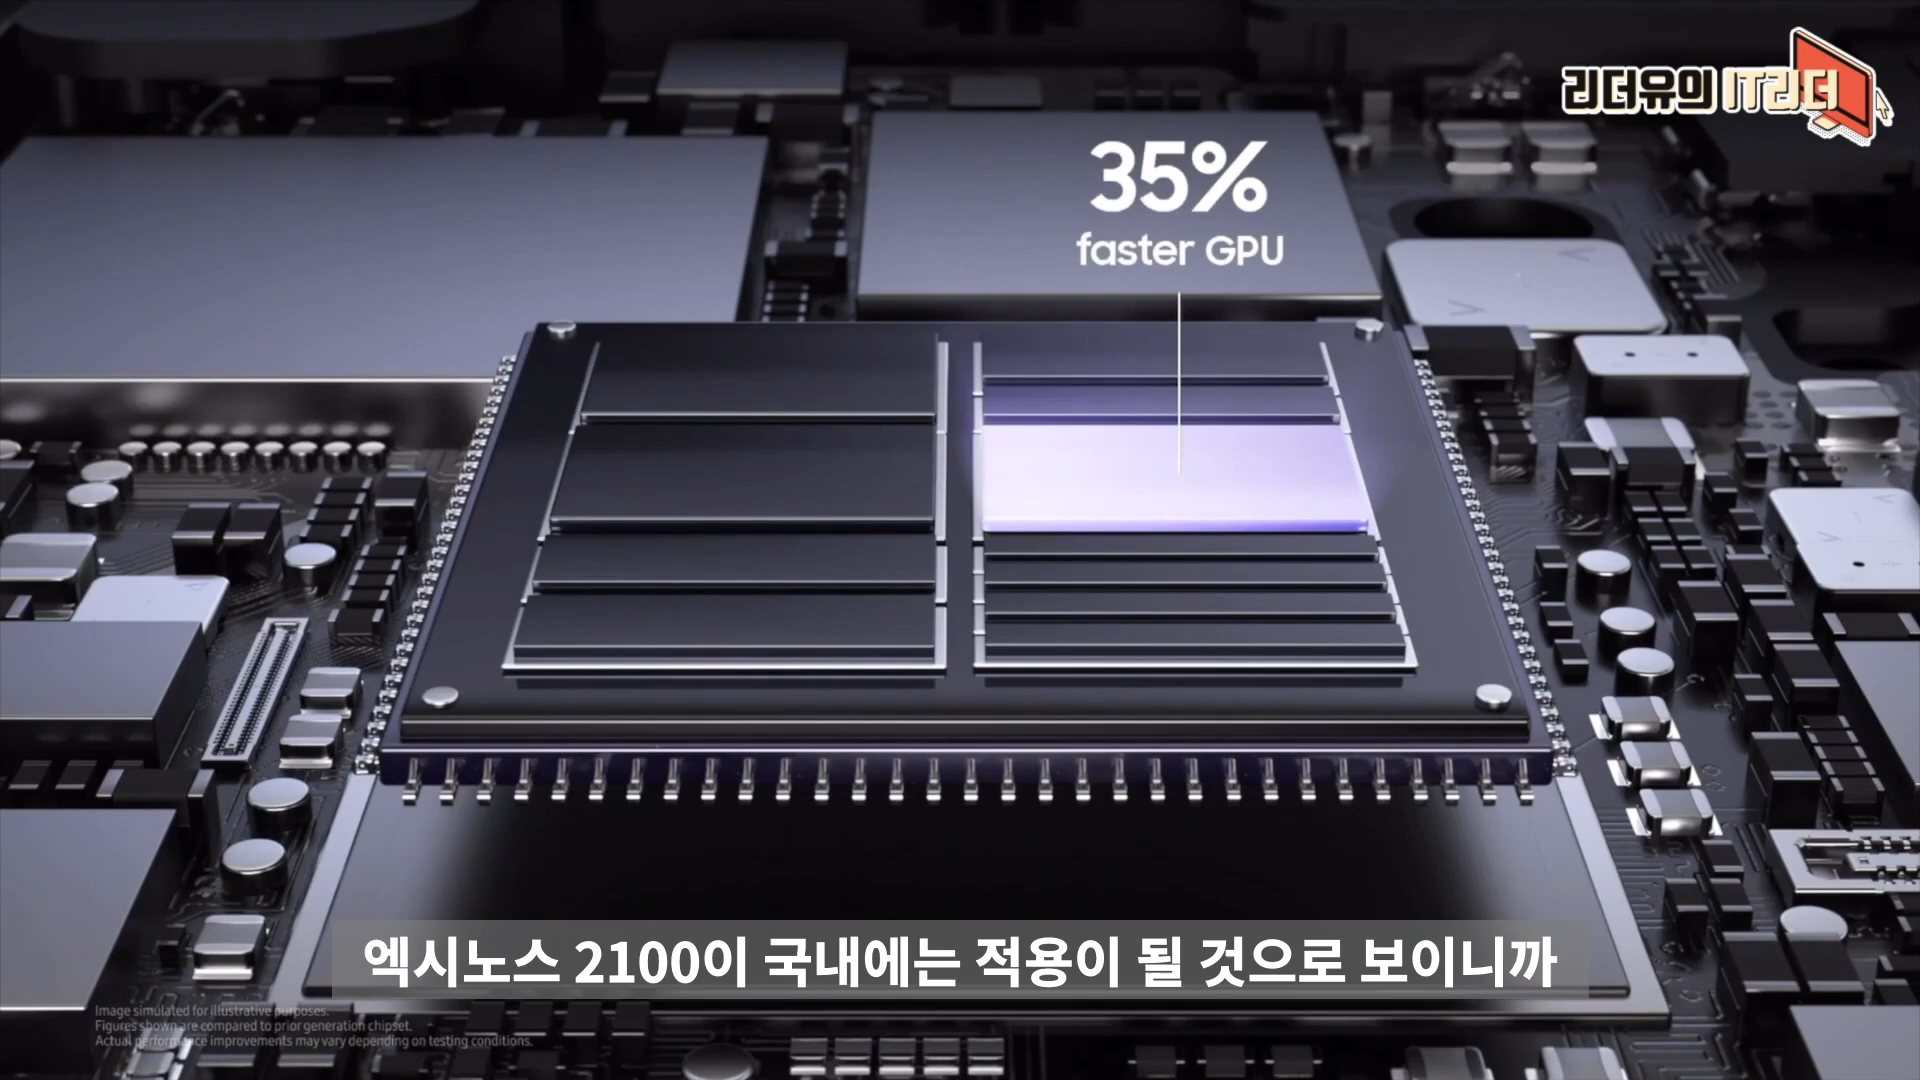 리더유의 IT리더
35%
faster GPU
엑시노스 2100이 국내에는 적용이 될 것으로 보이니까
Image simulated for illustrative purposes.
Figures shown are compared to prior generation chipset.
Actual performance improvements may vary depending on testing conditions.